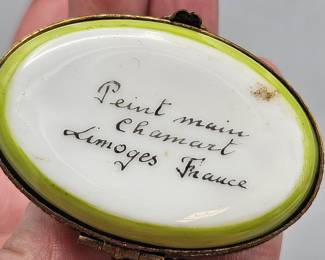 Peint main
Chamart
Limoges France